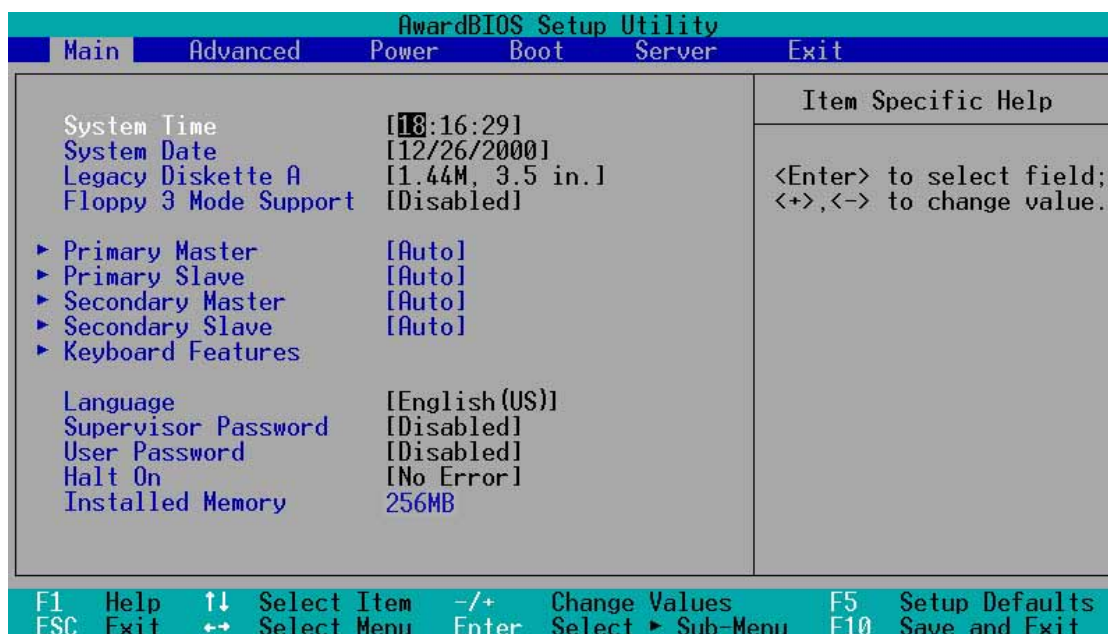 AwardBIOS Setup Utility
Main Advanced Power Boot Server Exit
System Time [18:16:29]
System Date [12/26/2000]
Legacy Diskette A [1.44M, 3.5 in.]
Floppy 3 Mode Support [Disabled]
▶ Primary Master [Auto]
▶ Primary Slave [Auto]
▶ Secondary Master [Auto]
▶ Secondary Slave [Auto]
▶ Keyboard Features
Language [English(US)]
Supervisor Password [Disabled]
User Password [Disabled]
Halt On [No Error]
Installed Memory 256MB
Item Specific Help
<Enter> to select field;
<+>,<-> to change value.
F1 Help ↑↓ Select Item -/+ Change Values F5 Setup Defaults
ESC Exit ←→ Select Menu Enter Select ▶ Sub-Menu F10 Save and Exit